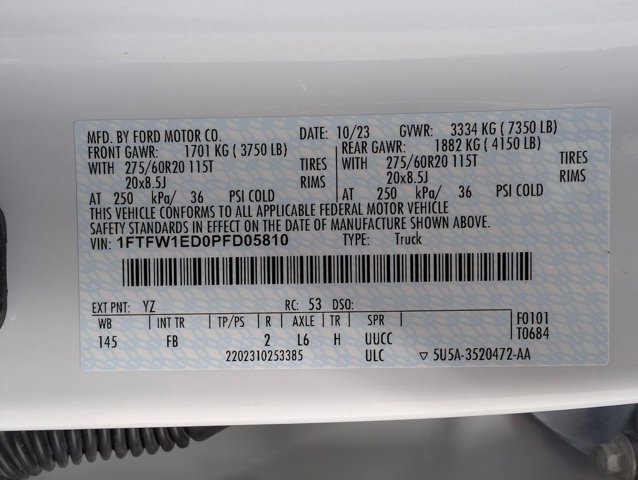 MFD. BY FORD MOTOR CO. DATE: 10/23 GVWR: 3334 KG ( 7350 LB)
FRONT GAWR: 1701 KG ( 3750 LB) REAR GAWR: 1882 KG ( 4150 LB)
WITH 275/60R20 115T TIRES WITH 275/60R20 115T TIRES
20x8.5J RIMS 20x8.5J RIMS
AT 250 kPa/ 36 PSI COLD AT 250 kPa/ 36 PSI COLD
THIS VEHICLE CONFORMS TO ALL APPLICABLE FEDERAL MOTOR VEHICLE
SAFETY STANDARDS IN EFFECT ON THE DATE OF MANUFACTURE SHOWN ABOVE.
VIN: 1FTFW1ED0PFD05810 TYPE: Truck
EXT PNT: YZ RC: 53 DSO:
WB INT TR TP/PS R AXLE TR SPR F0101
145 FB 2 L6 H UUCC T0684
2202310253385 ULC ▽ 5U5A-3520472-AA